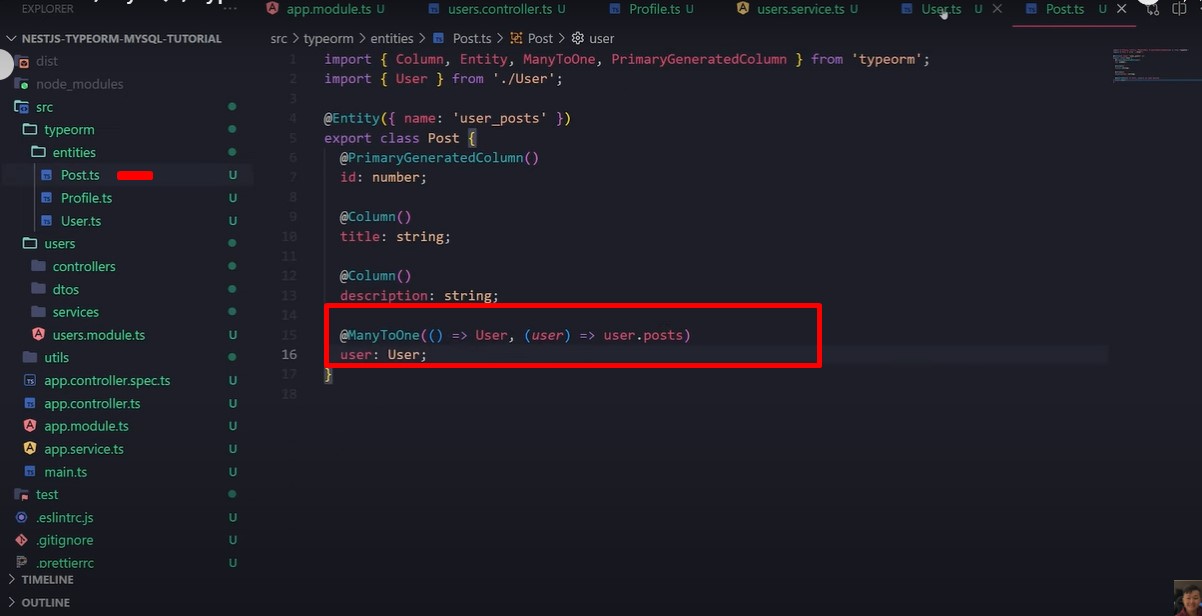 EXPLORER
app.module.ts U
users.controller.ts U
Profile.ts U
users.service.ts U
User.ts U
Post.ts U
NESTJS-TYPEORM-MYSQL-TUTORIAL
src > typeorm > entities > Post.ts > Post > user
dist
node_modules
src
typeorm
entities
Post.ts U
Profile.ts U
User.ts U
users
controllers
dtos
services
users.module.ts U
utils
app.controller.spec.ts U
app.controller.ts U
app.module.ts U
app.service.ts U
main.ts U
test
.eslintrc.js U
.gitignore U
.prettierrc U
TIMELINE
OUTLINE
1 import { Column, Entity, ManyToOne, PrimaryGeneratedColumn } from 'typeorm';
2 import { User } from './User';
3
4 @Entity({ name: 'user_posts' })
5 export class Post {
6 @PrimaryGeneratedColumn()
7 id: number;
8
9 @Column()
10 title: string;
11
12 @Column()
13 description: string;
14
15 @ManyToOne(() => User, (user) => user.posts)
16 user: User;
17 }
18